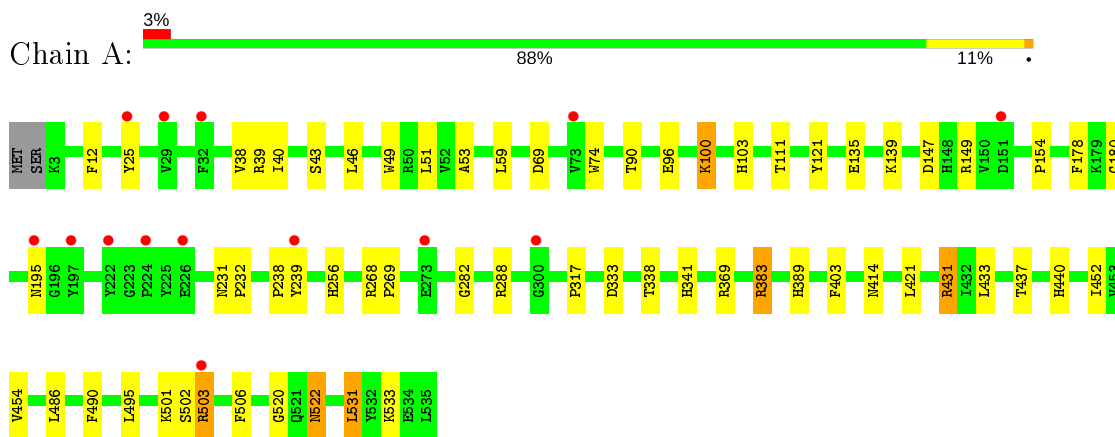 3%
Chain A:
88% 11% •
MET SER K3 F12 Y25 V29 F32 V38 R39 I40 S43 L46 W49 R50 L51 V52 A53 L59 D69 V73 W74 T90 E96 K100 H103 T111 Y121 E135 K139 D147 H148 R149 V150 D151 P154 F178 K179 G180
N195 G196 Y197 Y222 G223 P224 Y225 E226 N231 P232 P238 Y239 H256 R268 P269 E273 G282 R288 G300 P317 D333 T338 H341 R369 R383 H389 F403 N414 L421 R431 I432 L433 T437 H440 I452 V453
V454 L486 F490 L495 K501 S502 R503 F506 G520 Q521 N522 L531 Y532 K533 E534 L535